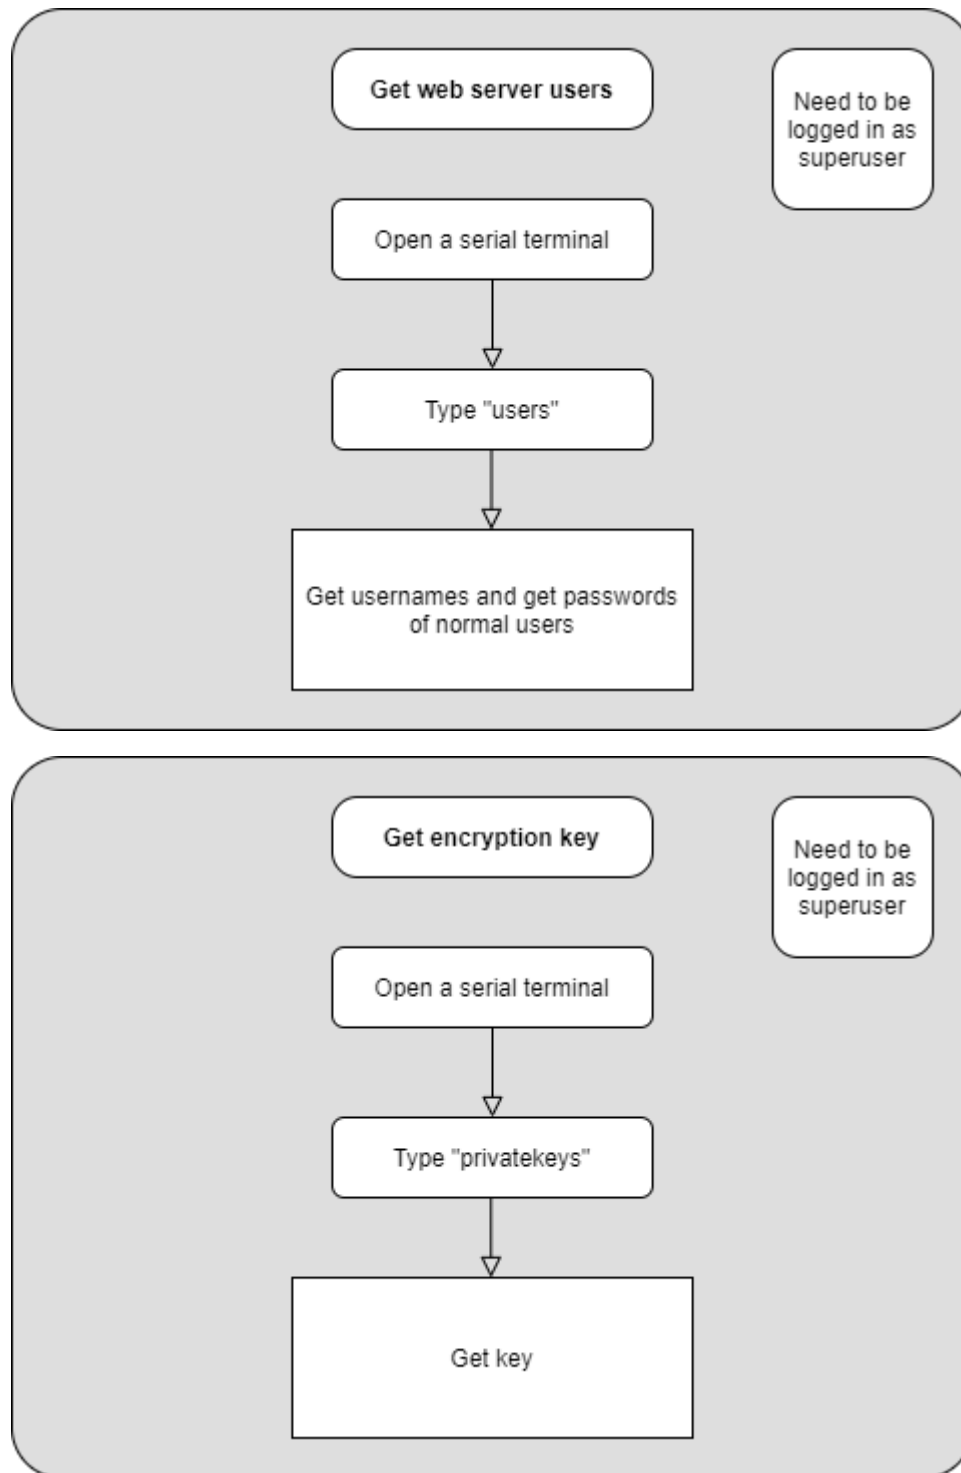 Get web server users
Need to be
logged in as
superuser
Open a serial terminal
Type "users"
Get usernames and get passwords
of normal users
Get encryption key
Need to be
logged in as
superuser
Open a serial terminal
Type "privatekeys"
Get key